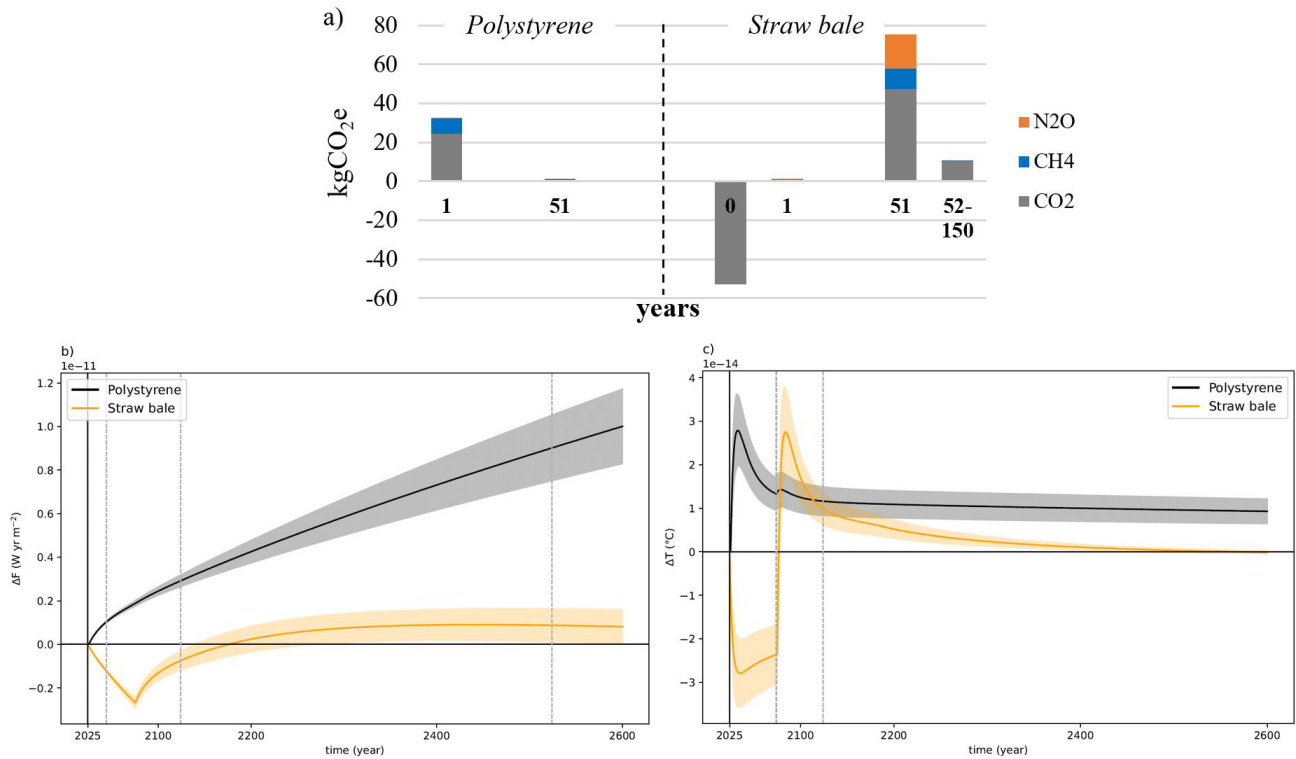 a)
Polystyrene
Straw bale
80
60
40
20
0
-20
-40
-60
kgCO2e
1
51
0
1
51
52-
150
years
N2O
CH4
CO2
b)
1e−11
Polystyrene
Straw bale
1.2
1.0
0.8
0.6
0.4
0.2
0.0
−0.2
ΔF (W yr m⁻²)
2025
2100
2200
2400
2600
time (year)
c)
1e−14
Polystyrene
Straw bale
4
3
2
1
0
−1
−2
−3
ΔT (°C)
2025
2100
2200
2400
2600
time (year)